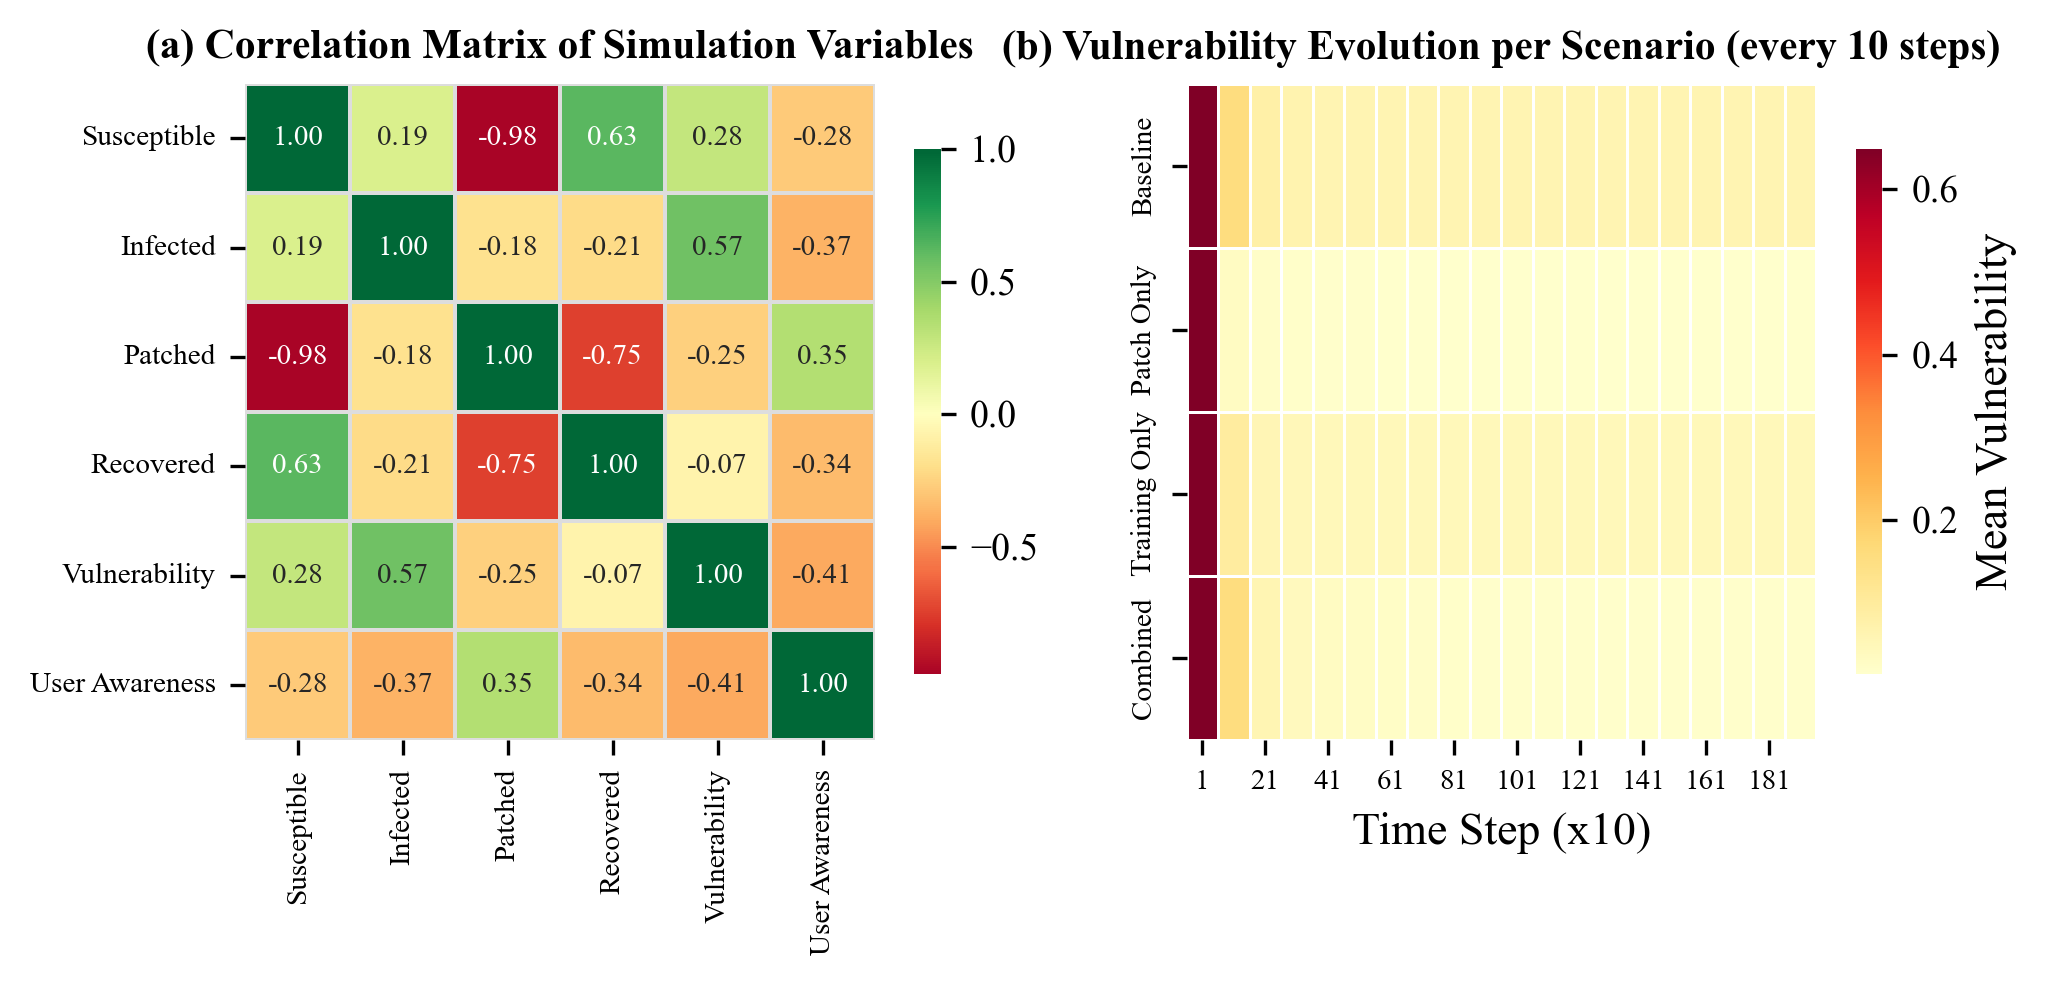 (a) Correlation Matrix of Simulation Variables
Susceptible 1.00 0.19 -0.98 0.63 0.28 -0.28
Infected 0.19 1.00 -0.18 -0.21 0.57 -0.37
Patched -0.98 -0.18 1.00 -0.75 -0.25 0.35
Recovered 0.63 -0.21 -0.75 1.00 -0.07 -0.34
Vulnerability 0.28 0.57 -0.25 -0.07 1.00 -0.41
User Awareness -0.28 -0.37 0.35 -0.34 -0.41 1.00
Susceptible
Infected
Patched
Recovered
Vulnerability
User Awareness
1.0
0.5
0.0
−0.5
(b) Vulnerability Evolution per Scenario (every 10 steps)
Baseline
Patch Only
Training Only
Combined
1 21 41 61 81 101 121 141 161 181
Time Step (x10)
0.6
0.4
0.2
Mean Vulnerability